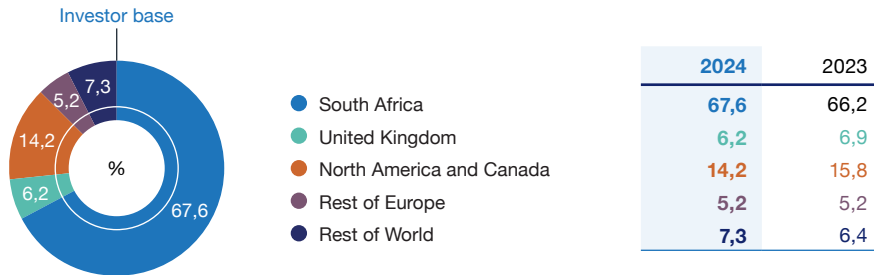 Investor base
7,3
5,2
14,2
6,2
67,6
%
2024 2023
South Africa 67,6 66,2
United Kingdom 6,2 6,9
North America and Canada 14,2 15,8
Rest of Europe 5,2 5,2
Rest of World 7,3 6,4